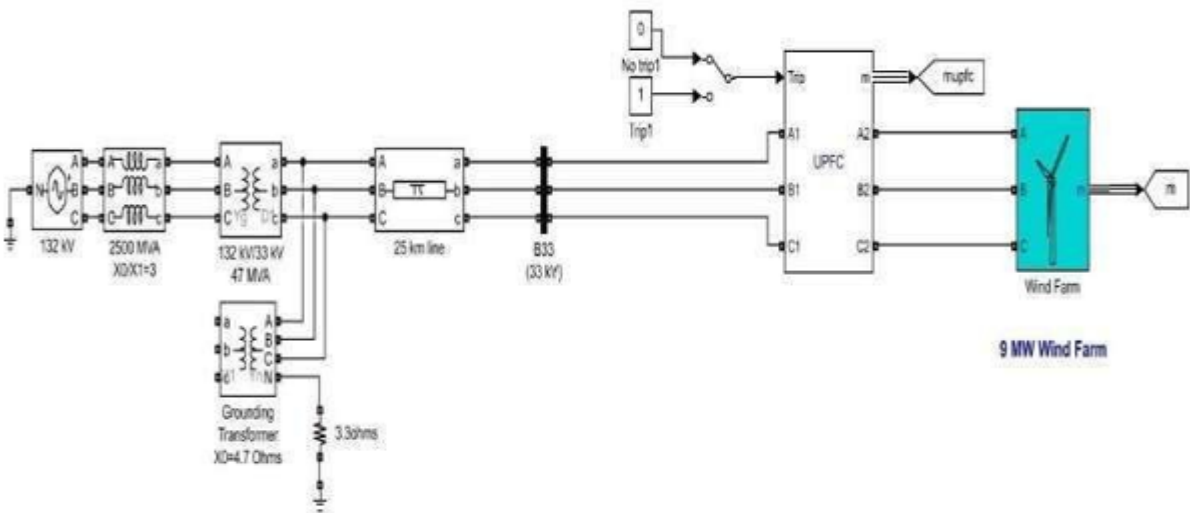 0
No trip1
1
Trip1
Trip
m
mupfc
A1
A2
B1
UPFC
B2
C1
C2
A
B
C
m
m
Wind Farm
9 MW Wind Farm
N
A
B
C
132 kV
A
B
C
a
b
c
2500 MVA
X0/X1=3
A
B
C
a
b
c
Yg
D1
132 kV/33 kV
47 MVA
A
B
C
a
b
c
25 km line
B33
(33 kV)
a
b
c
A
B
C
N
Grounding
Transformer
X0=4.7 Ohms
3.3ohms